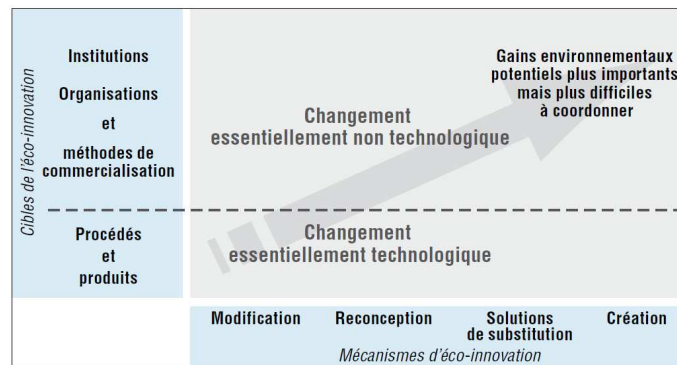 Cibles de l'éco-innovation
Institutions
Organisations
et
méthodes de
commercialisation
Procédés
et
produits
Gains environnementaux
potentiels plus importants
mais plus difficiles
à coordonner
Changement
essentiellement non technologique
Changement
essentiellement technologique
Modification
Reconception
Solutions
de substitution
Création
Mécanismes d'éco-innovation